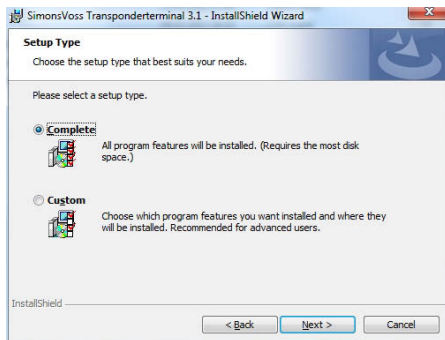 SimonsVoss Transponderterminal 3.1 - InstallShield Wizard
Setup Type
Choose the setup type that best suits your needs.
Please select a setup type.
Complete
All program features will be installed. (Requires the most disk
space.)
Custom
Choose which program features you want installed and where they
will be installed. Recommended for advanced users.
InstallShield
< Back Next > Cancel